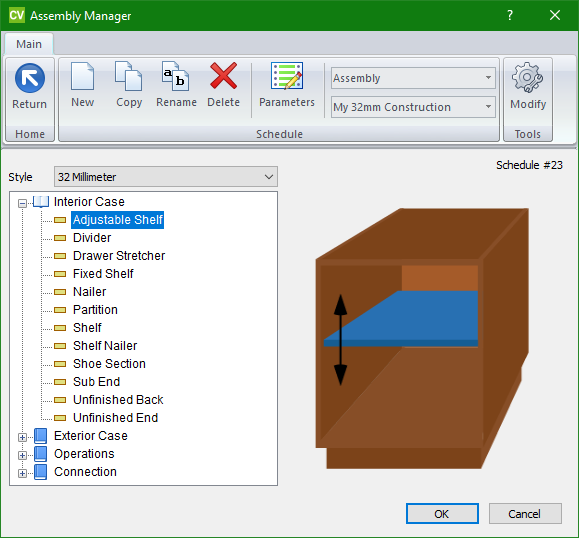 CV Assembly Manager
?
Main
Return
New
Copy
a b
Rename
Delete
Parameters
Assembly
My 32mm Construction
Modify
Home
Schedule
Tools
Schedule #23
Style
32 Millimeter
Interior Case
Adjustable Shelf
Divider
Drawer Stretcher
Fixed Shelf
Nailer
Partition
Shelf
Shelf Nailer
Shoe Section
Sub End
Unfinished Back
Unfinished End
Exterior Case
Operations
Connection
OK
Cancel